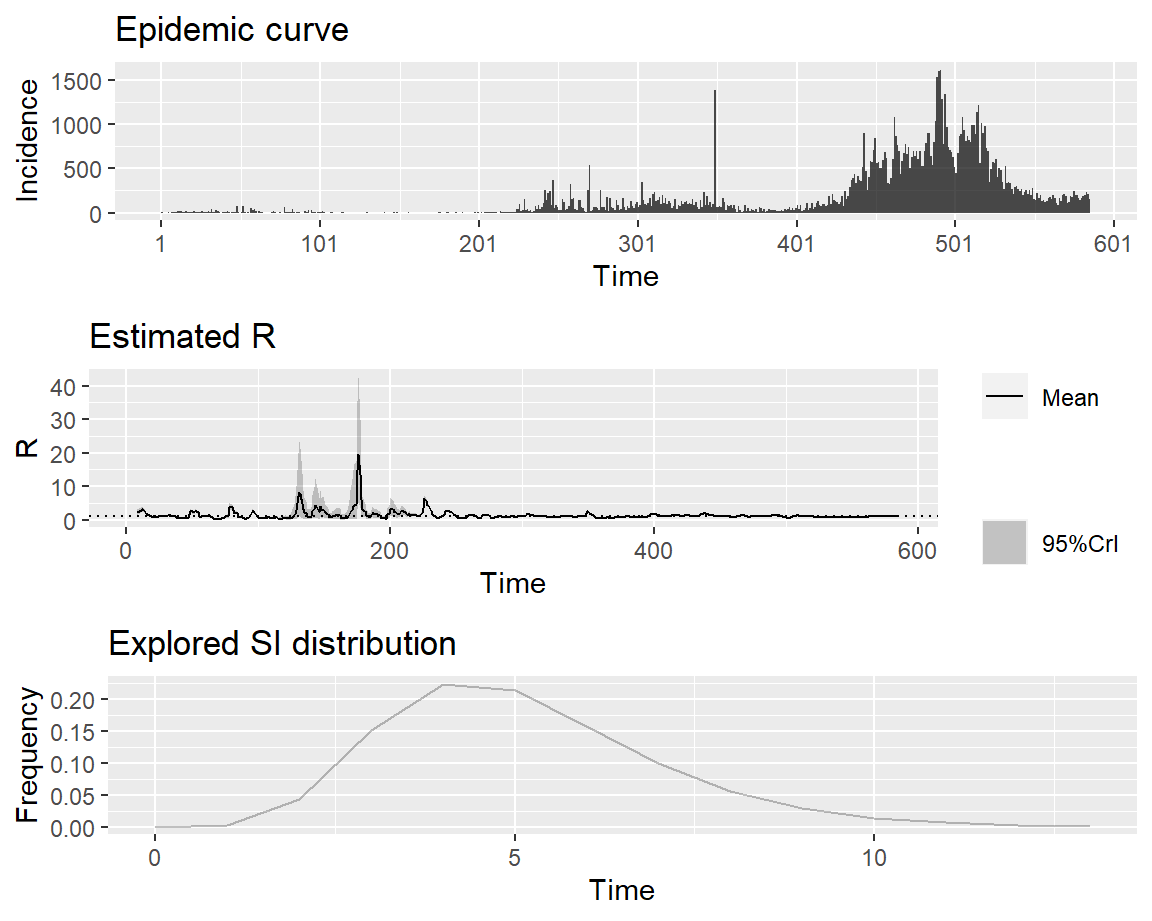 Epidemic curve
Incidence
1500
1000
500
0
1 101 201 301 401 501 601
Time
Estimated R
R
40
30
20
10
0
0 200 400 600
Time
Mean
95%CrI
Explored SI distribution
Frequency
0.20
0.15
0.10
0.05
0.00
0 5 10
Time